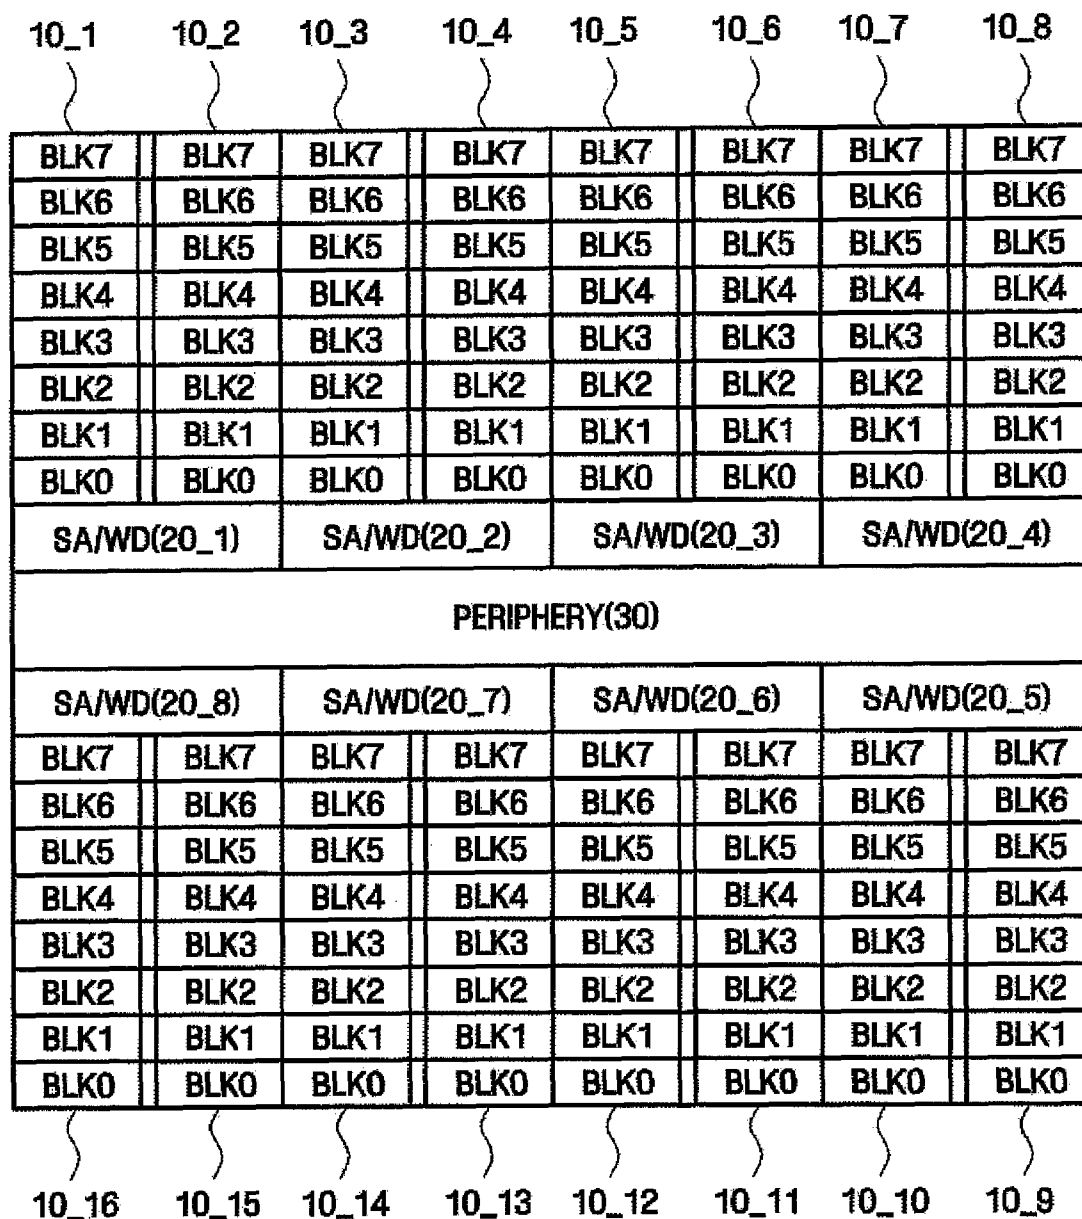 10_1 10_2 10_3 10_4 10_5 10_6 10_7 10_8
BLK7 BLK7 BLK7 BLK7 BLK7 BLK7 BLK7 BLK7
BLK6 BLK6 BLK6 BLK6 BLK6 BLK6 BLK6 BLK6
BLK5 BLK5 BLK5 BLK5 BLK5 BLK5 BLK5 BLK5
BLK4 BLK4 BLK4 BLK4 BLK4 BLK4 BLK4 BLK4
BLK3 BLK3 BLK3 BLK3 BLK3 BLK3 BLK3 BLK3
BLK2 BLK2 BLK2 BLK2 BLK2 BLK2 BLK2 BLK2
BLK1 BLK1 BLK1 BLK1 BLK1 BLK1 BLK1 BLK1
BLK0 BLK0 BLK0 BLK0 BLK0 BLK0 BLK0 BLK0
SA/WD(20_1) SA/WD(20_2) SA/WD(20_3) SA/WD(20_4)
PERIPHERY(30)
SA/WD(20_8) SA/WD(20_7) SA/WD(20_6) SA/WD(20_5)
BLK7 BLK7 BLK7 BLK7 BLK7 BLK7 BLK7 BLK7
BLK6 BLK6 BLK6 BLK6 BLK6 BLK6 BLK6 BLK6
BLK5 BLK5 BLK5 BLK5 BLK5 BLK5 BLK5 BLK5
BLK4 BLK4 BLK4 BLK4 BLK4 BLK4 BLK4 BLK4
BLK3 BLK3 BLK3 BLK3 BLK3 BLK3 BLK3 BLK3
BLK2 BLK2 BLK2 BLK2 BLK2 BLK2 BLK2 BLK2
BLK1 BLK1 BLK1 BLK1 BLK1 BLK1 BLK1 BLK1
BLK0 BLK0 BLK0 BLK0 BLK0 BLK0 BLK0 BLK0
10_16 10_15 10_14 10_13 10_12 10_11 10_10 10_9